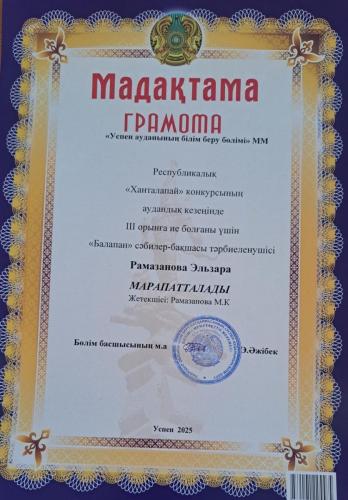 Мадақтама
ГРАМОТА
«Успен ауданының білім беру бөлімі» ММ
Республикалық
«Ханталапай» конкурсының
аудандық кезеңінде
III орынға ие болғаны үшін
«Балапан» сәбилер-бақшасы тәрбиеленушісі
Рамазанова Эльзара
МАРАПАТТАЛАДЫ
Жетекшісі: Рамазанова М.К
Бөлім басшысының м.а Э.Әжібек
Успен 2025